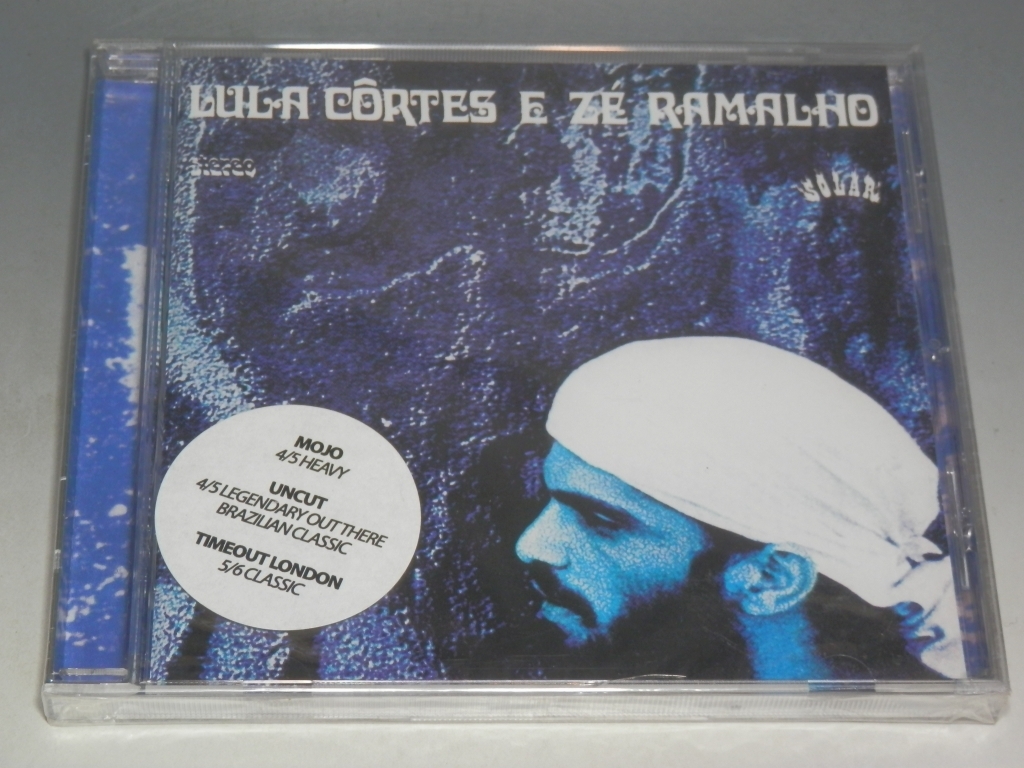 LULA CÔRTES E ZÉ RAMALHO
stereo
SOLAR
MOJO
4/5 HEAVY
UNCUT
4/5 LEGENDARY OUT THERE
BRAZILIAN CLASSIC
TIMEOUT LONDON
5/6 CLASSIC